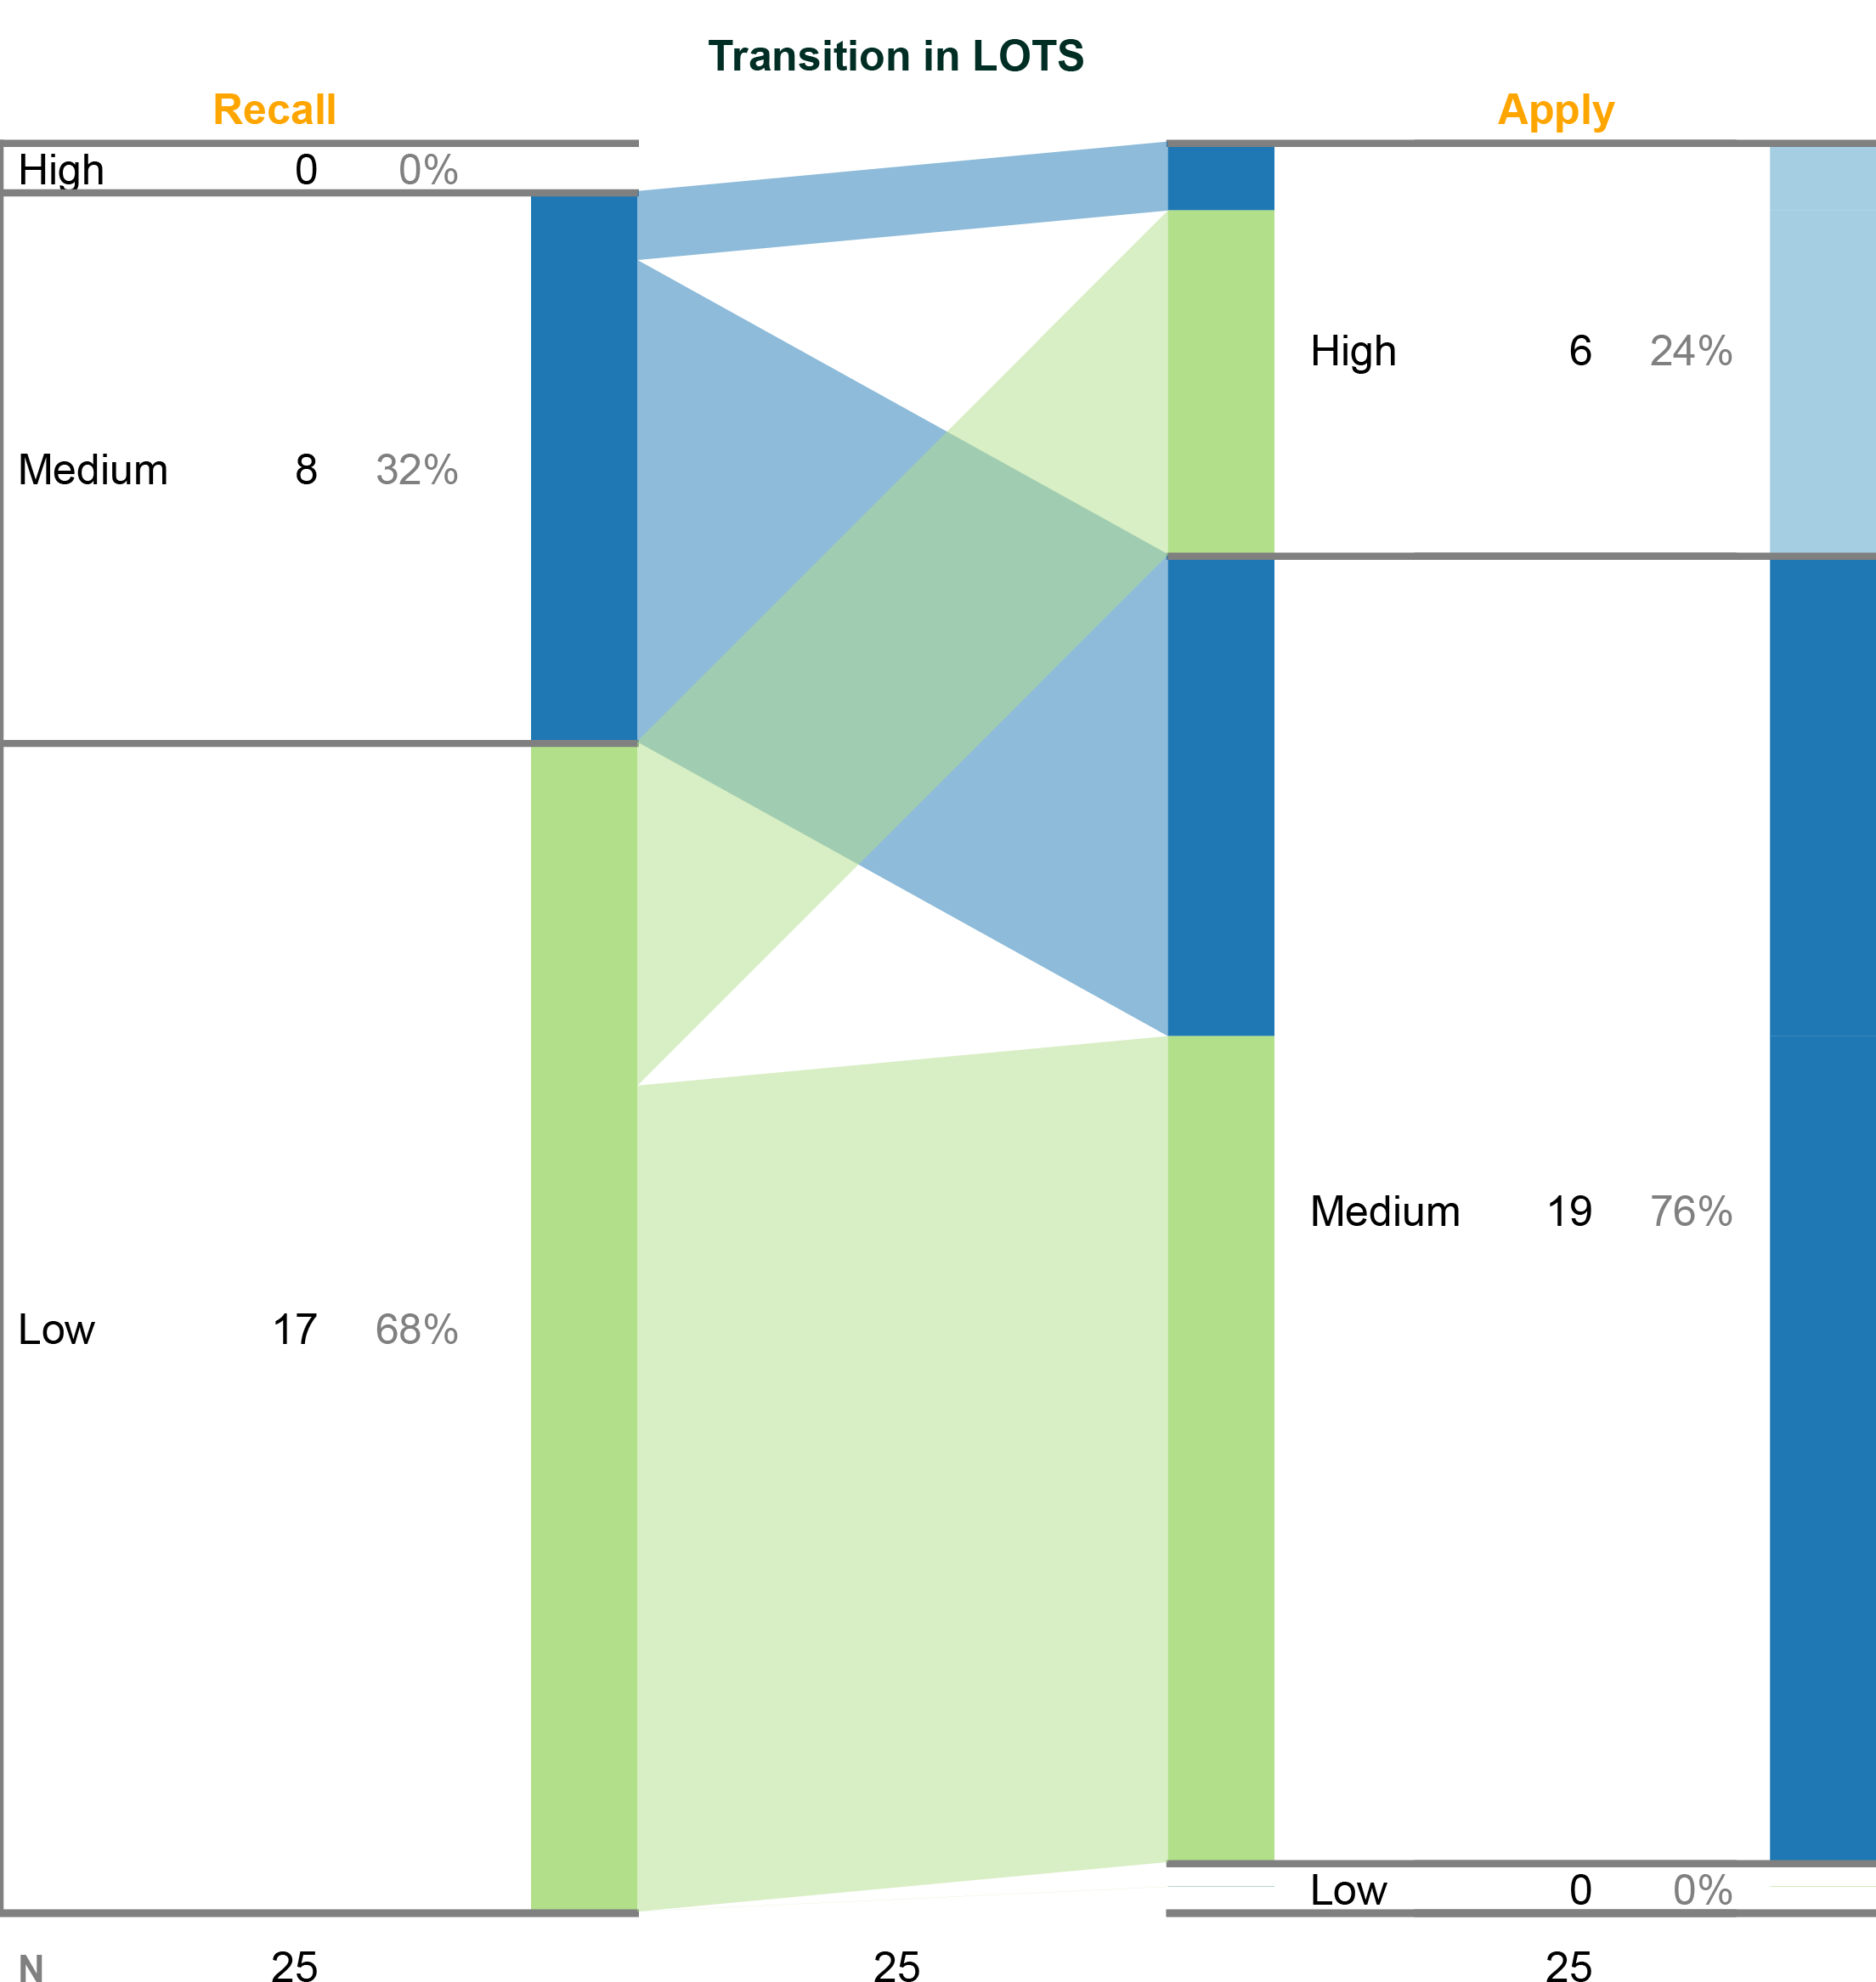 Transition in LOTS
Recall Apply
High 0 0%
High 6 24%
Medium 8 32%
Medium 19 76%
Low 17 68%
Low 0 0%
N 25 25 25